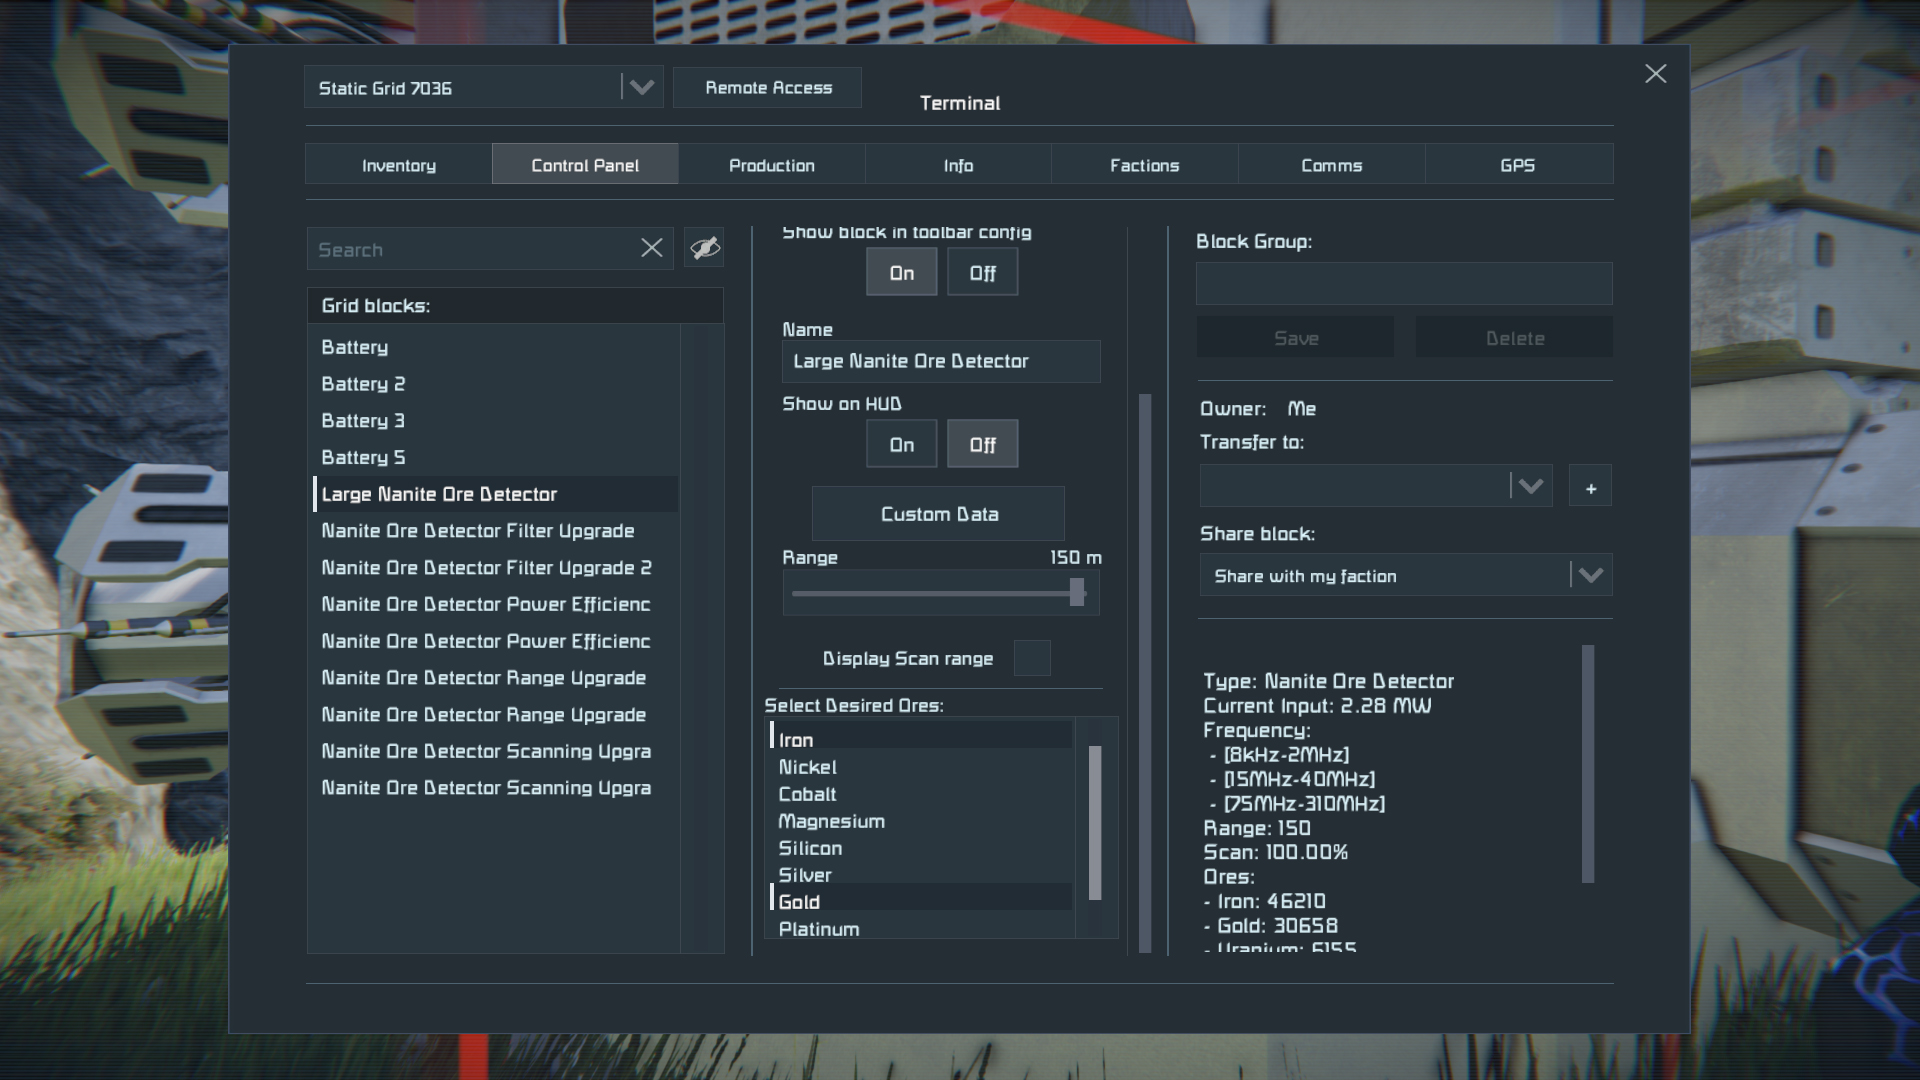 Static Grid 7036
Remote Access
Terminal
Inventory
Control Panel
Production
Info
Factions
Comms
GPS
Search
Grid blocks:
Battery
Battery 2
Battery 3
Battery 5
Large Nanite Ore Detector
Nanite Ore Detector Filter Upgrade
Nanite Ore Detector Filter Upgrade 2
Nanite Ore Detector Power Efficienc
Nanite Ore Detector Power Efficienc
Nanite Ore Detector Range Upgrade
Nanite Ore Detector Range Upgrade
Nanite Ore Detector Scanning Upgra
Nanite Ore Detector Scanning Upgra
Show block in toolbar config
On
Off
Name
Large Nanite Ore Detector
Show on HUD
On
Off
Custom Data
Range 150 m
Display Scan range
Select Desired Ores:
Iron
Nickel
Cobalt
Magnesium
Silicon
Silver
Gold
Platinum
Block Group:
Save
Delete
Owner: Me
Transfer to:
+
Share block:
Share with my faction
Type: Nanite Ore Detector
Current Input: 2.28 MW
Frequency:
- [8kHz-2MHz]
- [15MHz-40MHz]
- [75MHz-310MHz]
Range: 150
Scan: 100.00%
Ores:
- Iron: 46210
- Gold: 30658
- Uranium: 6155